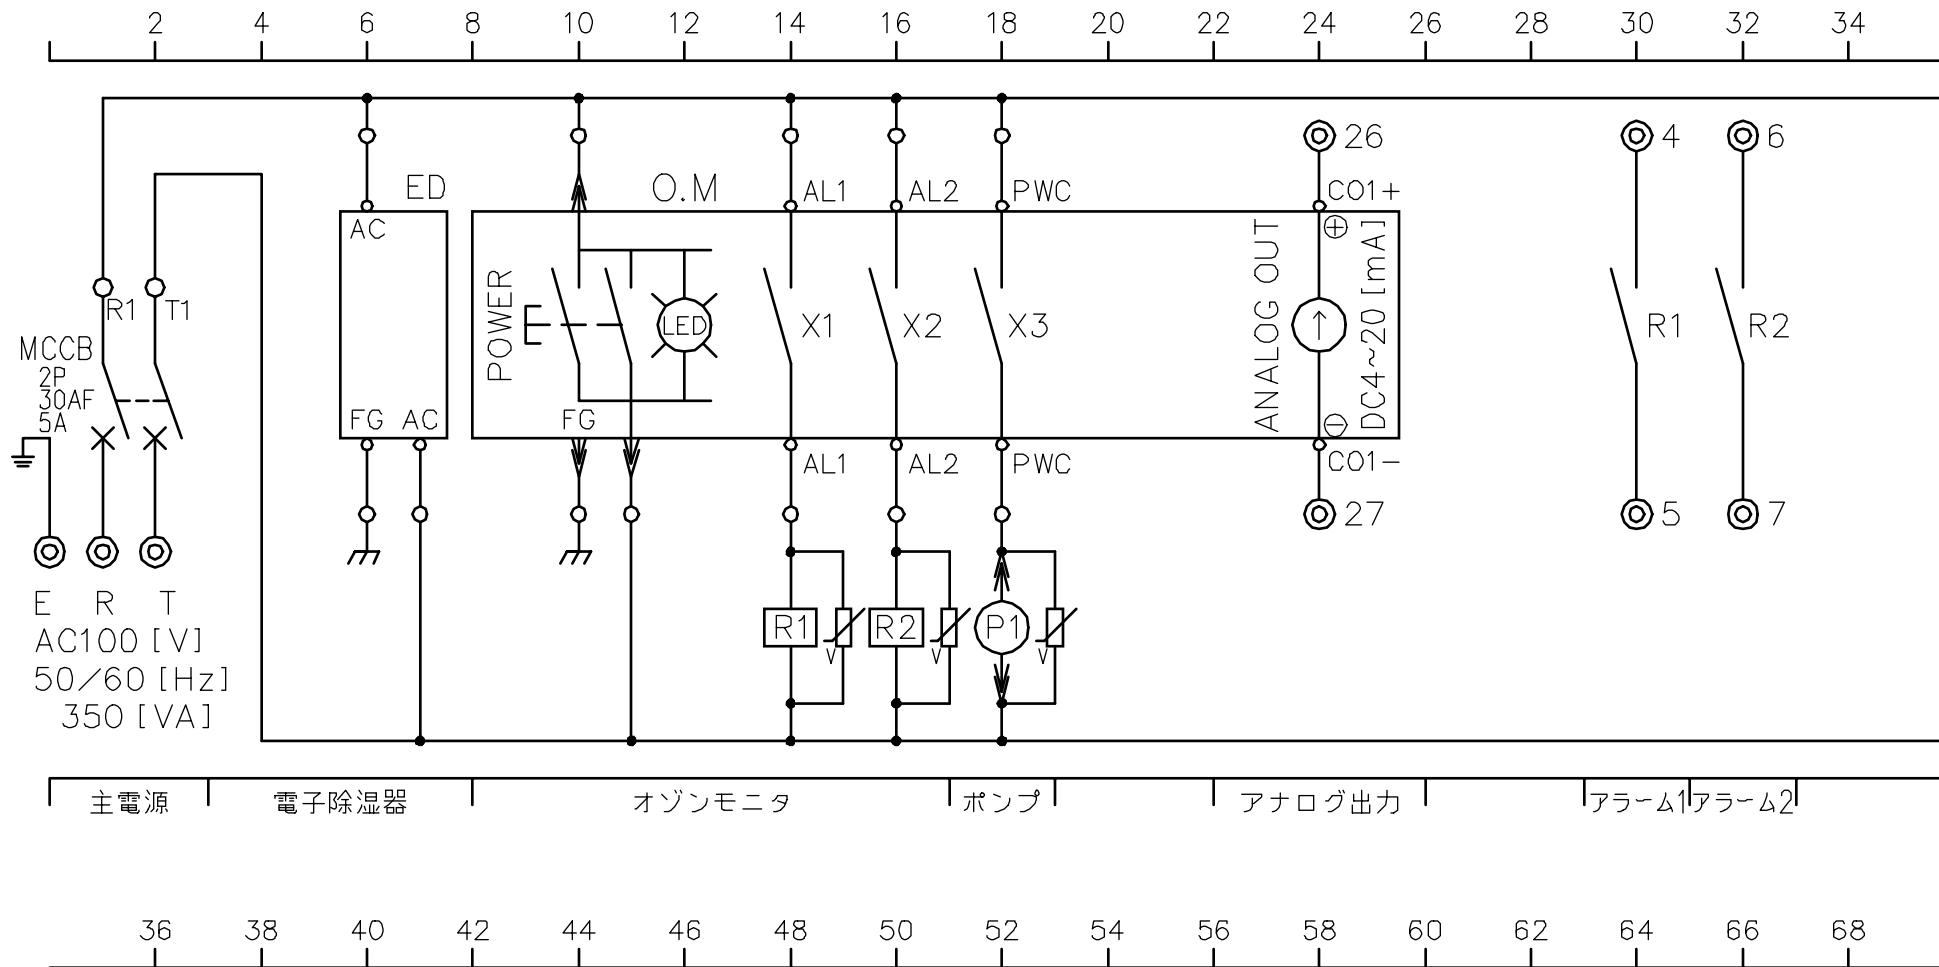 2 4 6 8 10 12 14 16 18 20 22 24 26 28 30 32 34
26 4 6
ED O.M AL1 AL2 PWC CO1+
AC
POWER
ANALOG OUT
⊕
DC4~20 [mA]
R1 T1
LED X1 X2 X3 ↑ R1 R2
MCCB
2P
30AF
5A
FG AC FG
⊖
AL1 AL2 PWC CO1-
27 5 7
E R T
AC100 [V]
50/60 [Hz]
350 [VA]
R1 V R2 V P1 V
主電源 電子除湿器 オゾンモニタ ポンプ アナログ出力 アラーム1 アラーム2
36 38 40 42 44 46 48 50 52 54 56 58 60 62 64 66 68